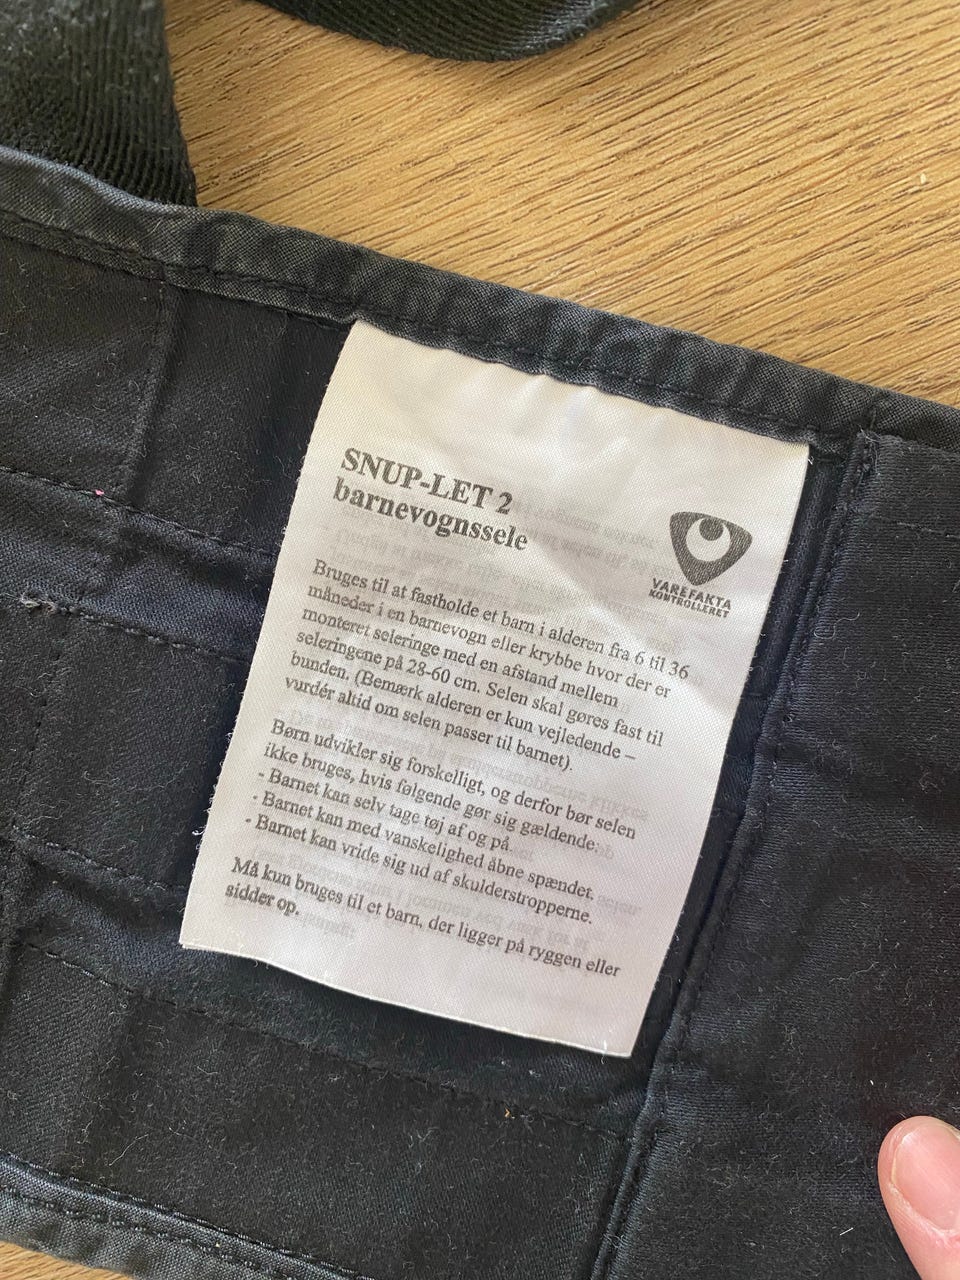 SNUP-LET 2
barnevognssele
VAREFAKTA
KONTROLLERET
Bruges til at fastholde et barn i alderen fra 6 til 36
måneder i en barnevogn eller krybbe hvor der er
monteret seleringe med en afstand mellem
seleringene på 28-60 cm. Selen skal gøres fast til
bunden. (Bemærk alderen er kun vejledende –
vurdér altid om selen passer til barnet).
Børn udvikler sig forskelligt, og derfor bør selen
ikke bruges, hvis følgende gør sig gældende:
- Barnet kan selv tage tøj af og på.
- Barnet kan med vanskelighed åbne spændet.
- Barnet kan vride sig ud af skulderstropperne.
Må kun bruges til et barn, der ligger på ryggen eller
sidder op.